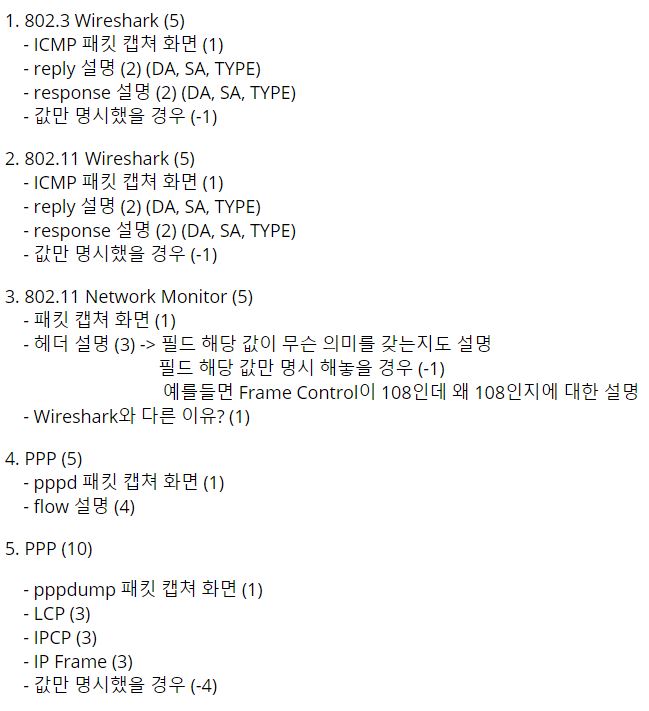 1. 802.3 Wireshark (5)
- ICMP 패킷 캡쳐 화면 (1)
- reply 설명 (2) (DA, SA, TYPE)
- response 설명 (2) (DA, SA, TYPE)
- 값만 명시했을 경우 (-1)
2. 802.11 Wireshark (5)
- ICMP 패킷 캡쳐 화면 (1)
- reply 설명 (2) (DA, SA, TYPE)
- response 설명 (2) (DA, SA, TYPE)
- 값만 명시했을 경우 (-1)
3. 802.11 Network Monitor (5)
- 패킷 캡쳐 화면 (1)
- 헤더 설명 (3) -> 필드 해당 값이 무슨 의미를 갖는지도 설명
필드 해당 값만 명시 해놓을 경우 (-1)
예를들면 Frame Control이 108인데 왜 108인지에 대한 설명
- Wireshark와 다른 이유? (1)
4. PPP (5)
- pppd 패킷 캡쳐 화면 (1)
- flow 설명 (4)
5. PPP (10)
- pppdump 패킷 캡쳐 화면 (1)
- LCP (3)
- IPCP (3)
- IP Frame (3)
- 값만 명시했을 경우 (-4)